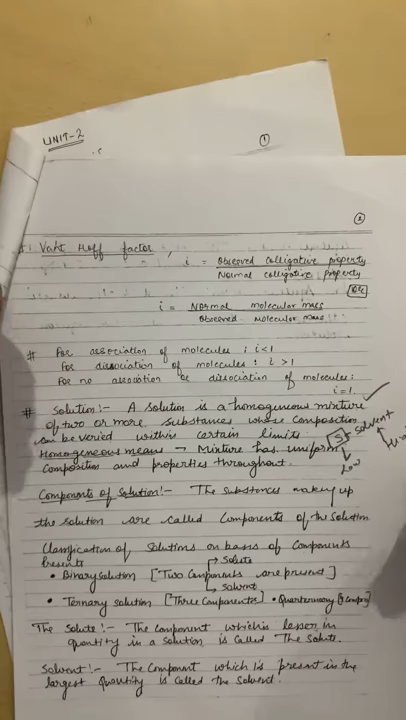 UNIT-2
1
2
Vant Hoff factor,
i = Observed colligative property
Normal colligative property
OR
i = Normal molecular mass
Observed molecular mass
# For association of molecules : i < 1
For dissociation of molecules : i > 1
For no association or dissociation of molecules:
i = 1.
# Solution:- A Solution is a homogeneous mixture
of two or more substances whose Composition
can be veried within certain limits
Homogeneous means → Mixture has uniform
Composition and properties throughout.
S + Solvent
Low
Components of Solution!- The Substances making up
the solution are called Components of the Solution
Classification of Solutions on basis of Components
Present
→ Solute
• Binary solution [Two Components are present]
→ Solvent
• Ternary solution [Three Components] • Quarternary
The Solute!- The Component which is lesser in
quantity in a solution is Called The Solute.
Solvent!- The Component which is present in the
largest Quantity is Called the Solvent.